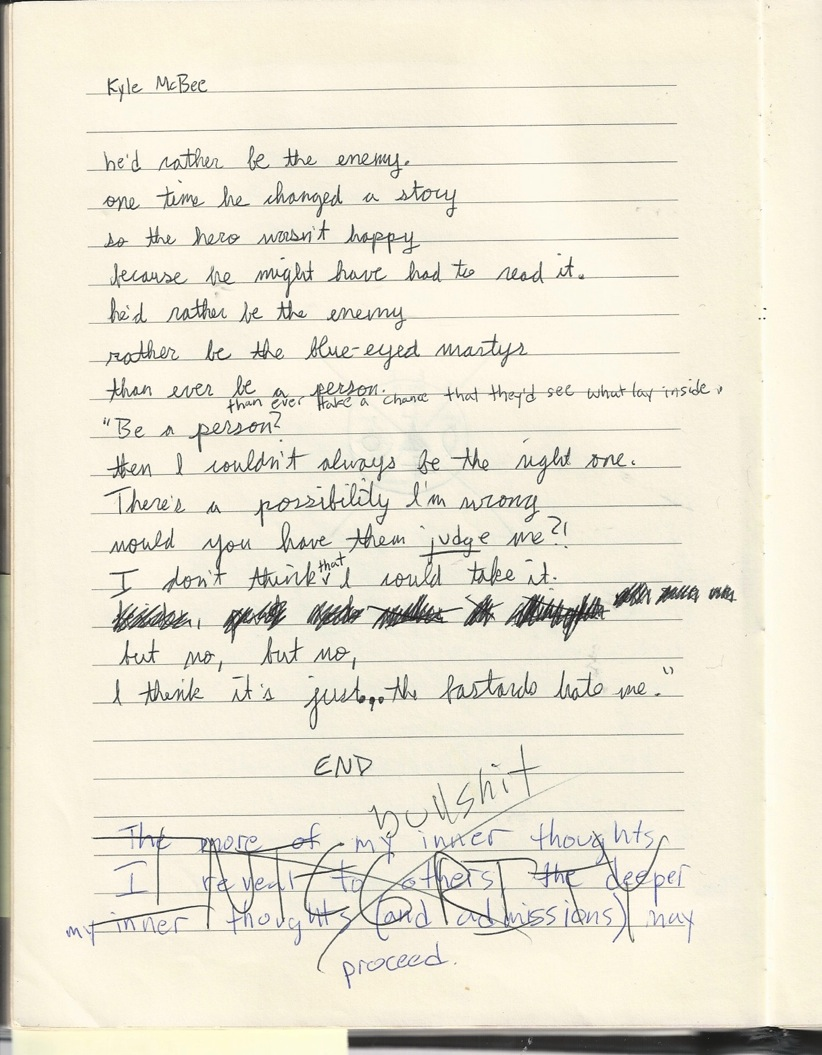 Kyle McBee
he'd rather be the enemy.
one time he changed a story
so the hero wasn't happy
because he might have had to read it.
he'd rather be the enemy
rather be the blue-eyed martyr
than ever be a person.
than ever take a chance that they'd see what lay inside.
"Be a person?
then I couldn't always be the right one.
There's a possibility I'm wrong
would you have them judge me?!
I don't think that I could take it.
but no, but no,
I think it's just...the bastards hate me."
END
bullshit
The more of my inner thoughts
I reveal to others, the deeper
my inner thoughts (and admissions) may
proceed.
INTEGRITY